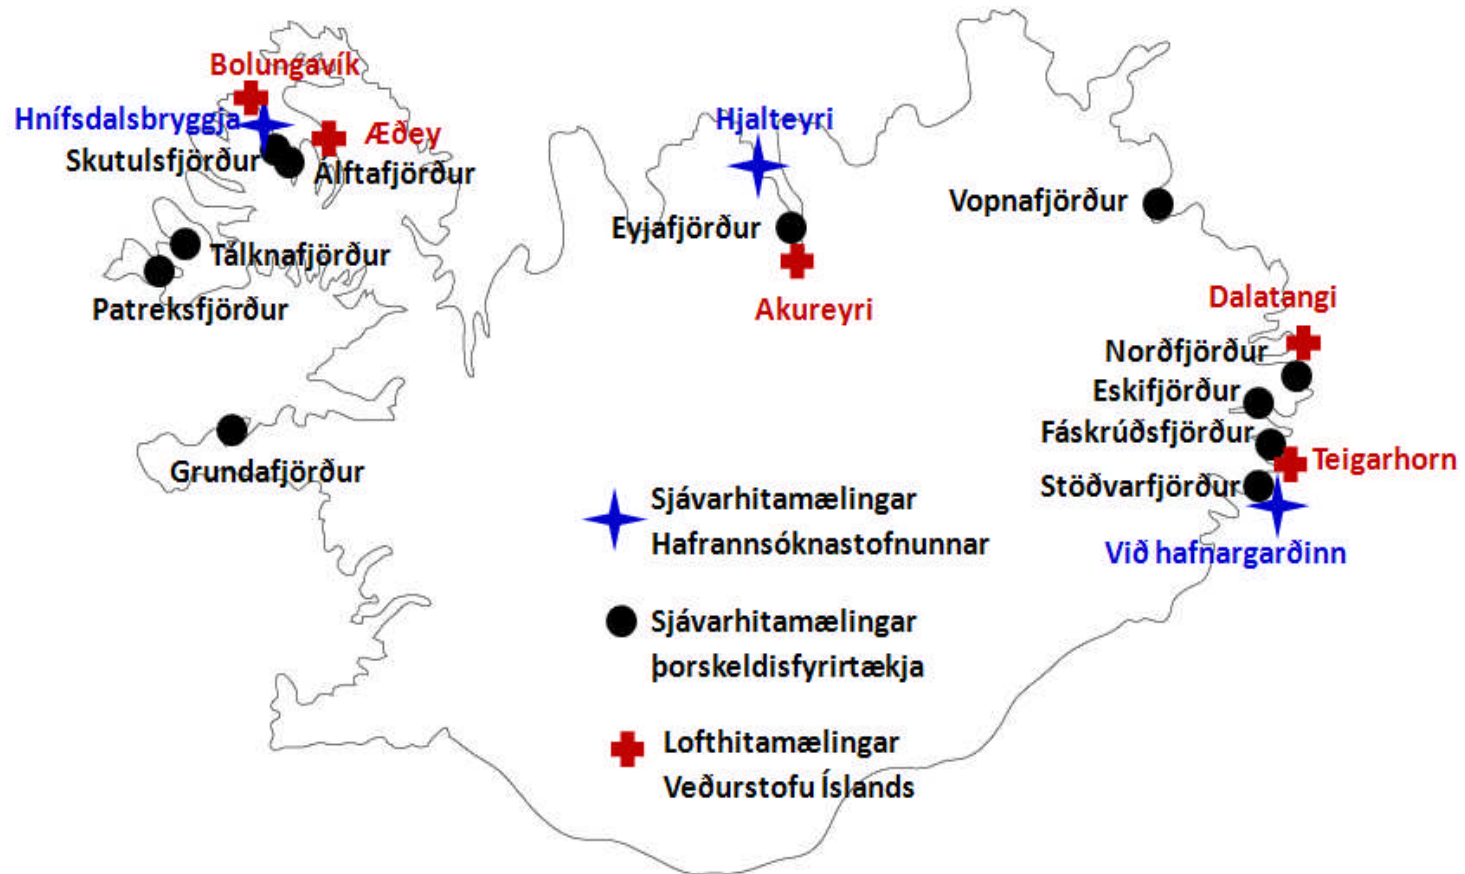 Bolungavík
Hnífsdalsbryggja
Æðey
Skutulsfjörður
Álftafjörður
Tálknafjörður
Patreksfjörður
Grundafjörður
Hjalteyri
Eyjafjörður
Akureyri
Vopnafjörður
Dalatangi
Norðfjörður
Eskifjörður
Fáskrúðsfjörður
Teigarhorn
Stöðvarfjörður
Við hafnargarðinn
Sjávarhitamælingar
Hafrannsóknastofnunnar
Sjávarhitamælingar
þorskeldisfyrirtækja
Lofthitamælingar
Veðurstofu Íslands